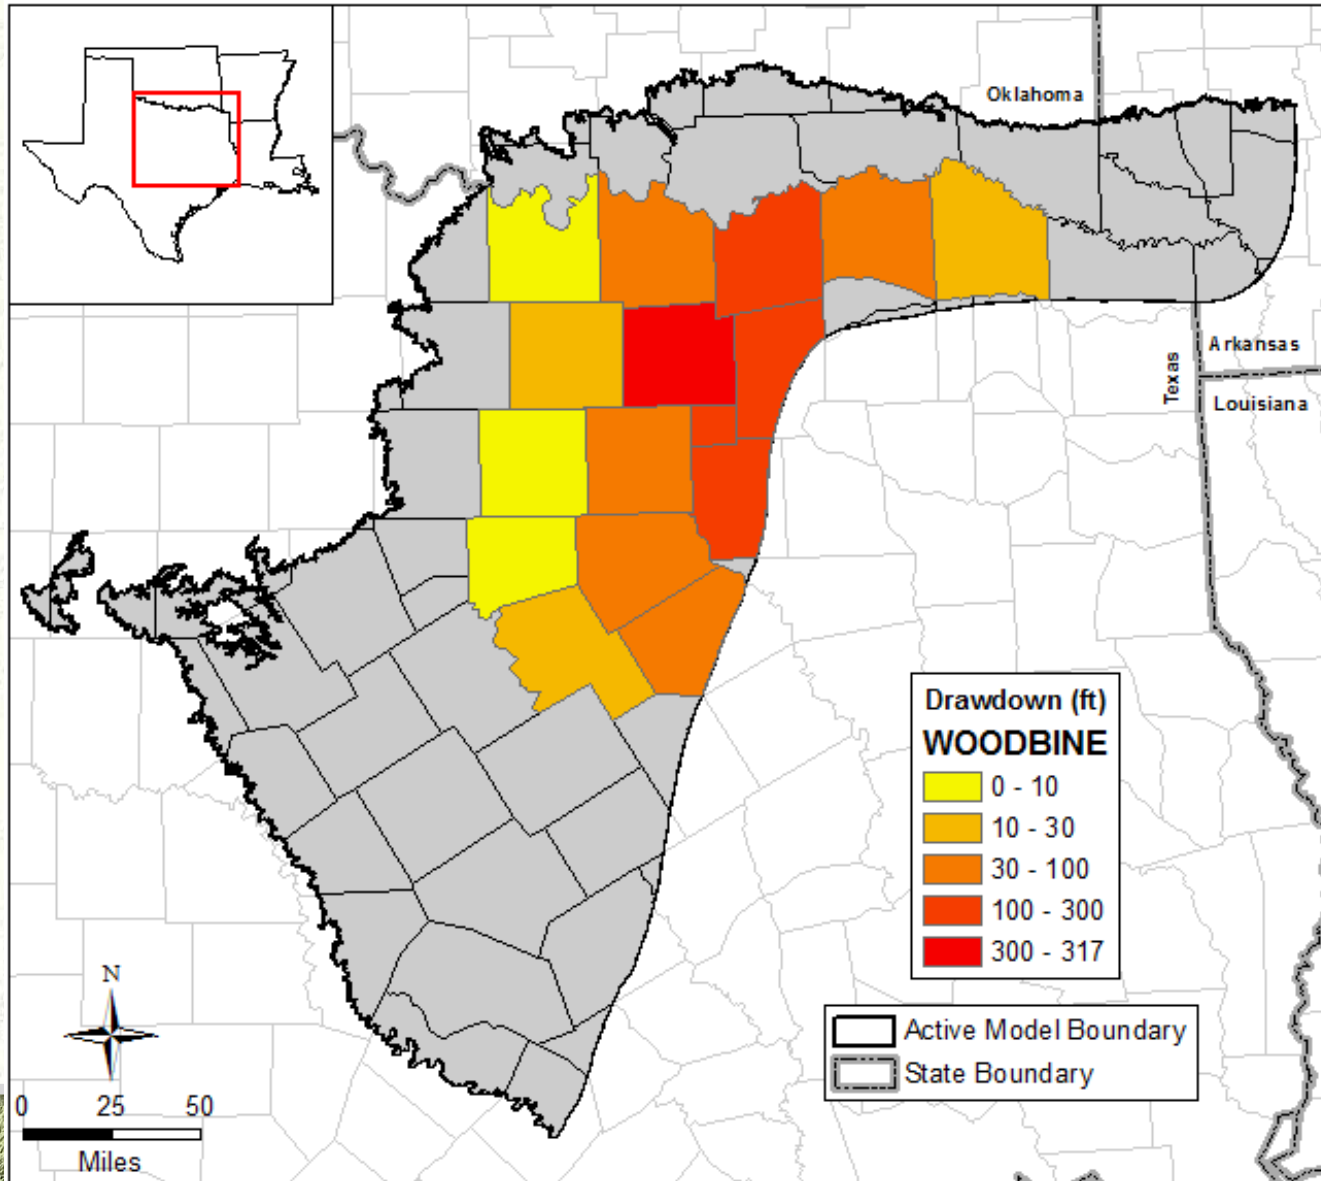 Oklahoma
Texas
Arkansas
Louisiana
Drawdown (ft)
WOODBINE
0 - 10
10 - 30
30 - 100
100 - 300
300 - 317
Active Model Boundary
State Boundary
N
0 25 50
Miles